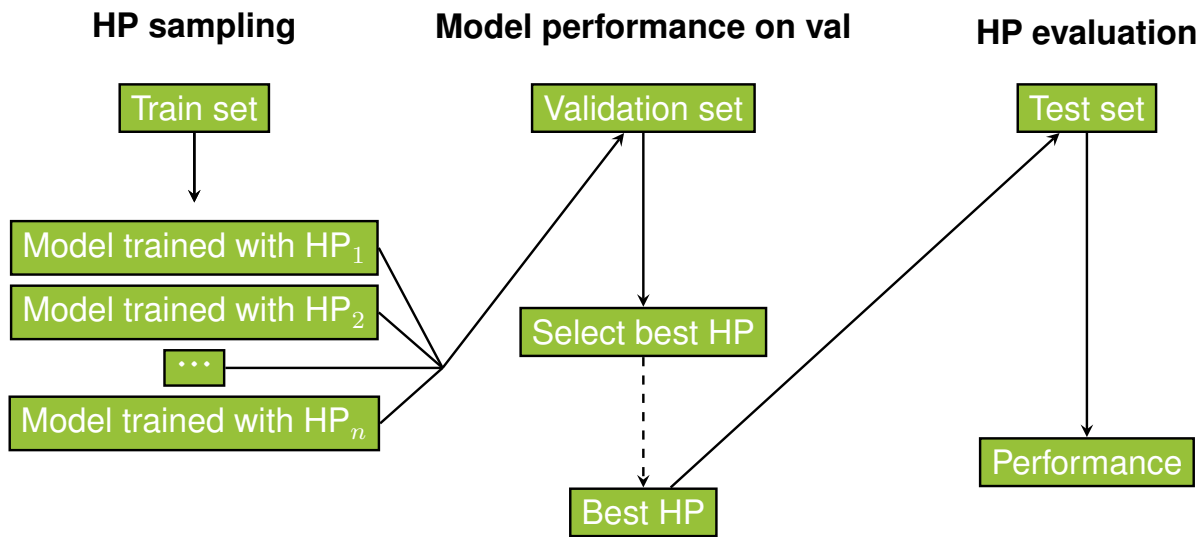 HP sampling
Train set
Model trained with HP₁
Model trained with HP₂
...
Model trained with HPₙ
Model performance on val
Validation set
Select best HP
Best HP
HP evaluation
Test set
Performance